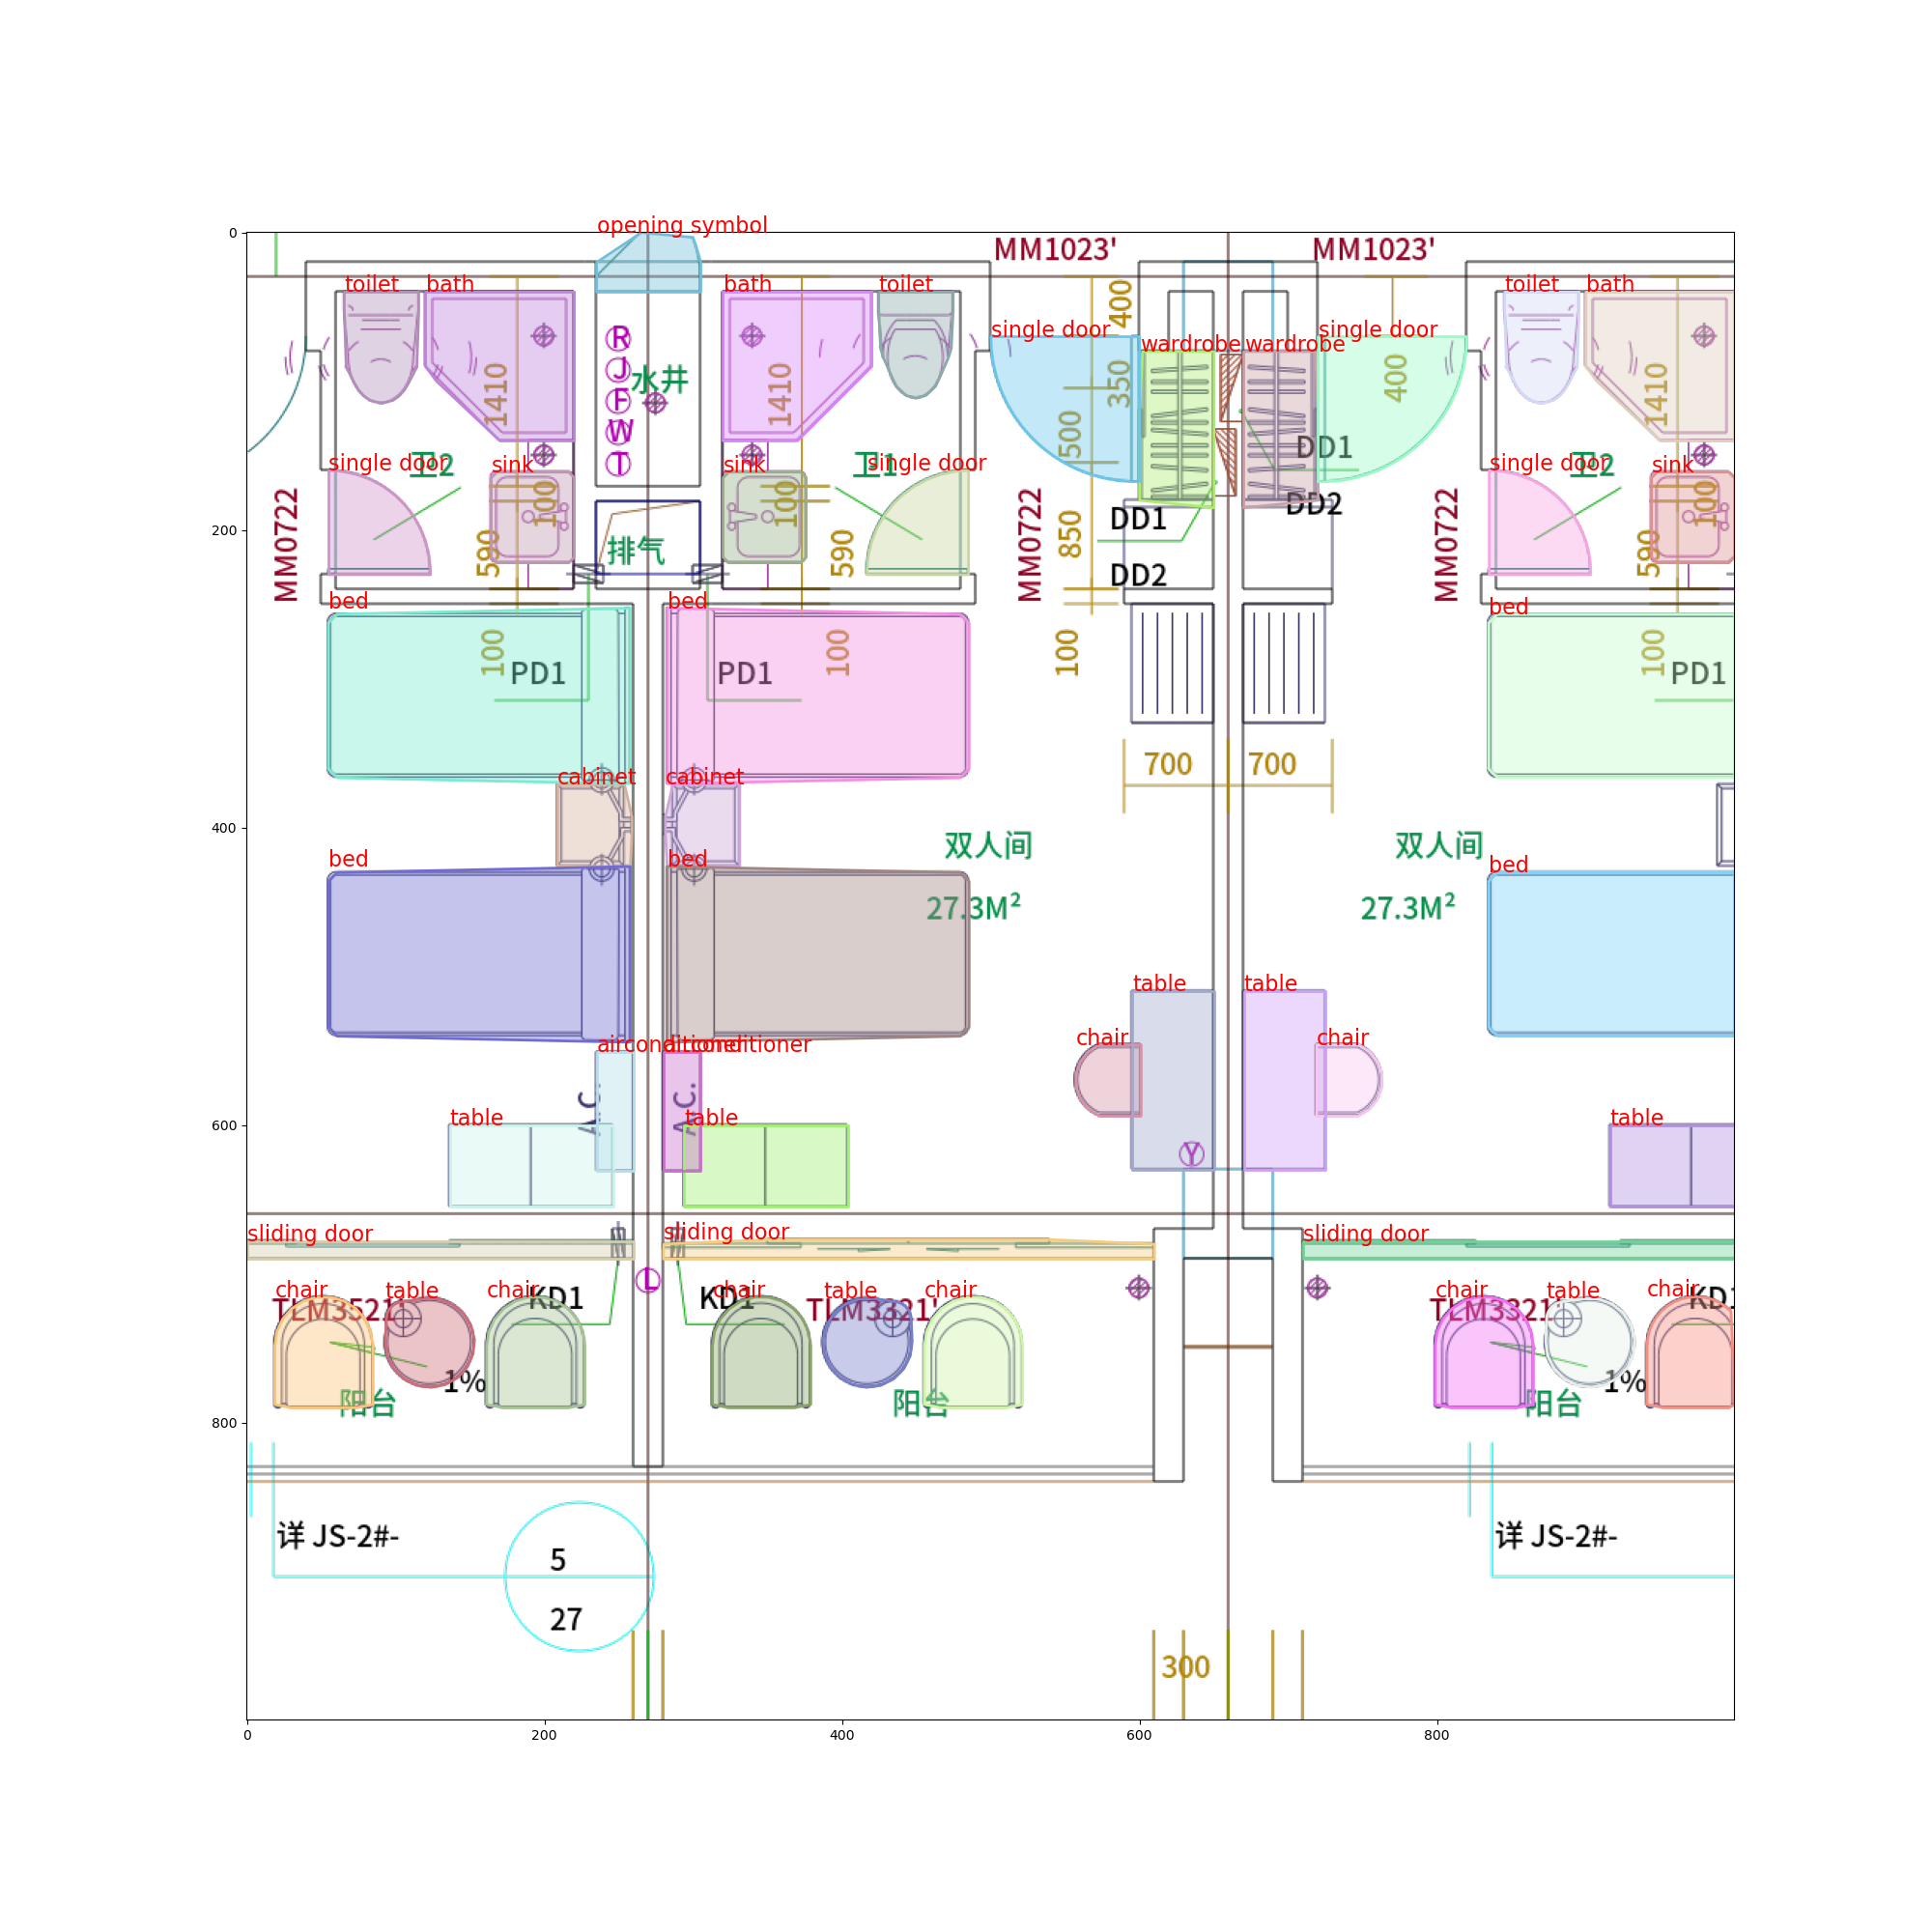 opening symbol
MM1023'
MM1023'
0
toilet
bath
bath
toilet
toilet
bath
400
single door
single door
wardrobe
wardrobe
R
J
F
W
T
水井
1410
1410
350
400
1410
500
DD1
卫2
卫1
卫2
single door
sink
sink
single door
single door
sink
100
100
100
MM0722
MM0722
MM0722
DD1
DD2
200
590
排气
590
850
590
DD2
bed
bed
bed
100
100
100
100
PD1
PD1
PD1
cabinet
cabinet
700
700
400
双人间
双人间
bed
bed
bed
27.3M²
27.3M²
table
table
chair
chair
airconditioner
airconditioner
A.C.
A.C.
600
table
table
table
Y
sliding door
sliding door
sliding door
L
chair
table
chair
chair
table
chair
chair
table
chair
TLM3521'
KD1
KD1
TLM3321'
TLM3321'
KD1
1%
1%
阳台
阳台
阳台
800
详 JS-2#-
详 JS-2#-
5
27
300
0
200
400
600
800